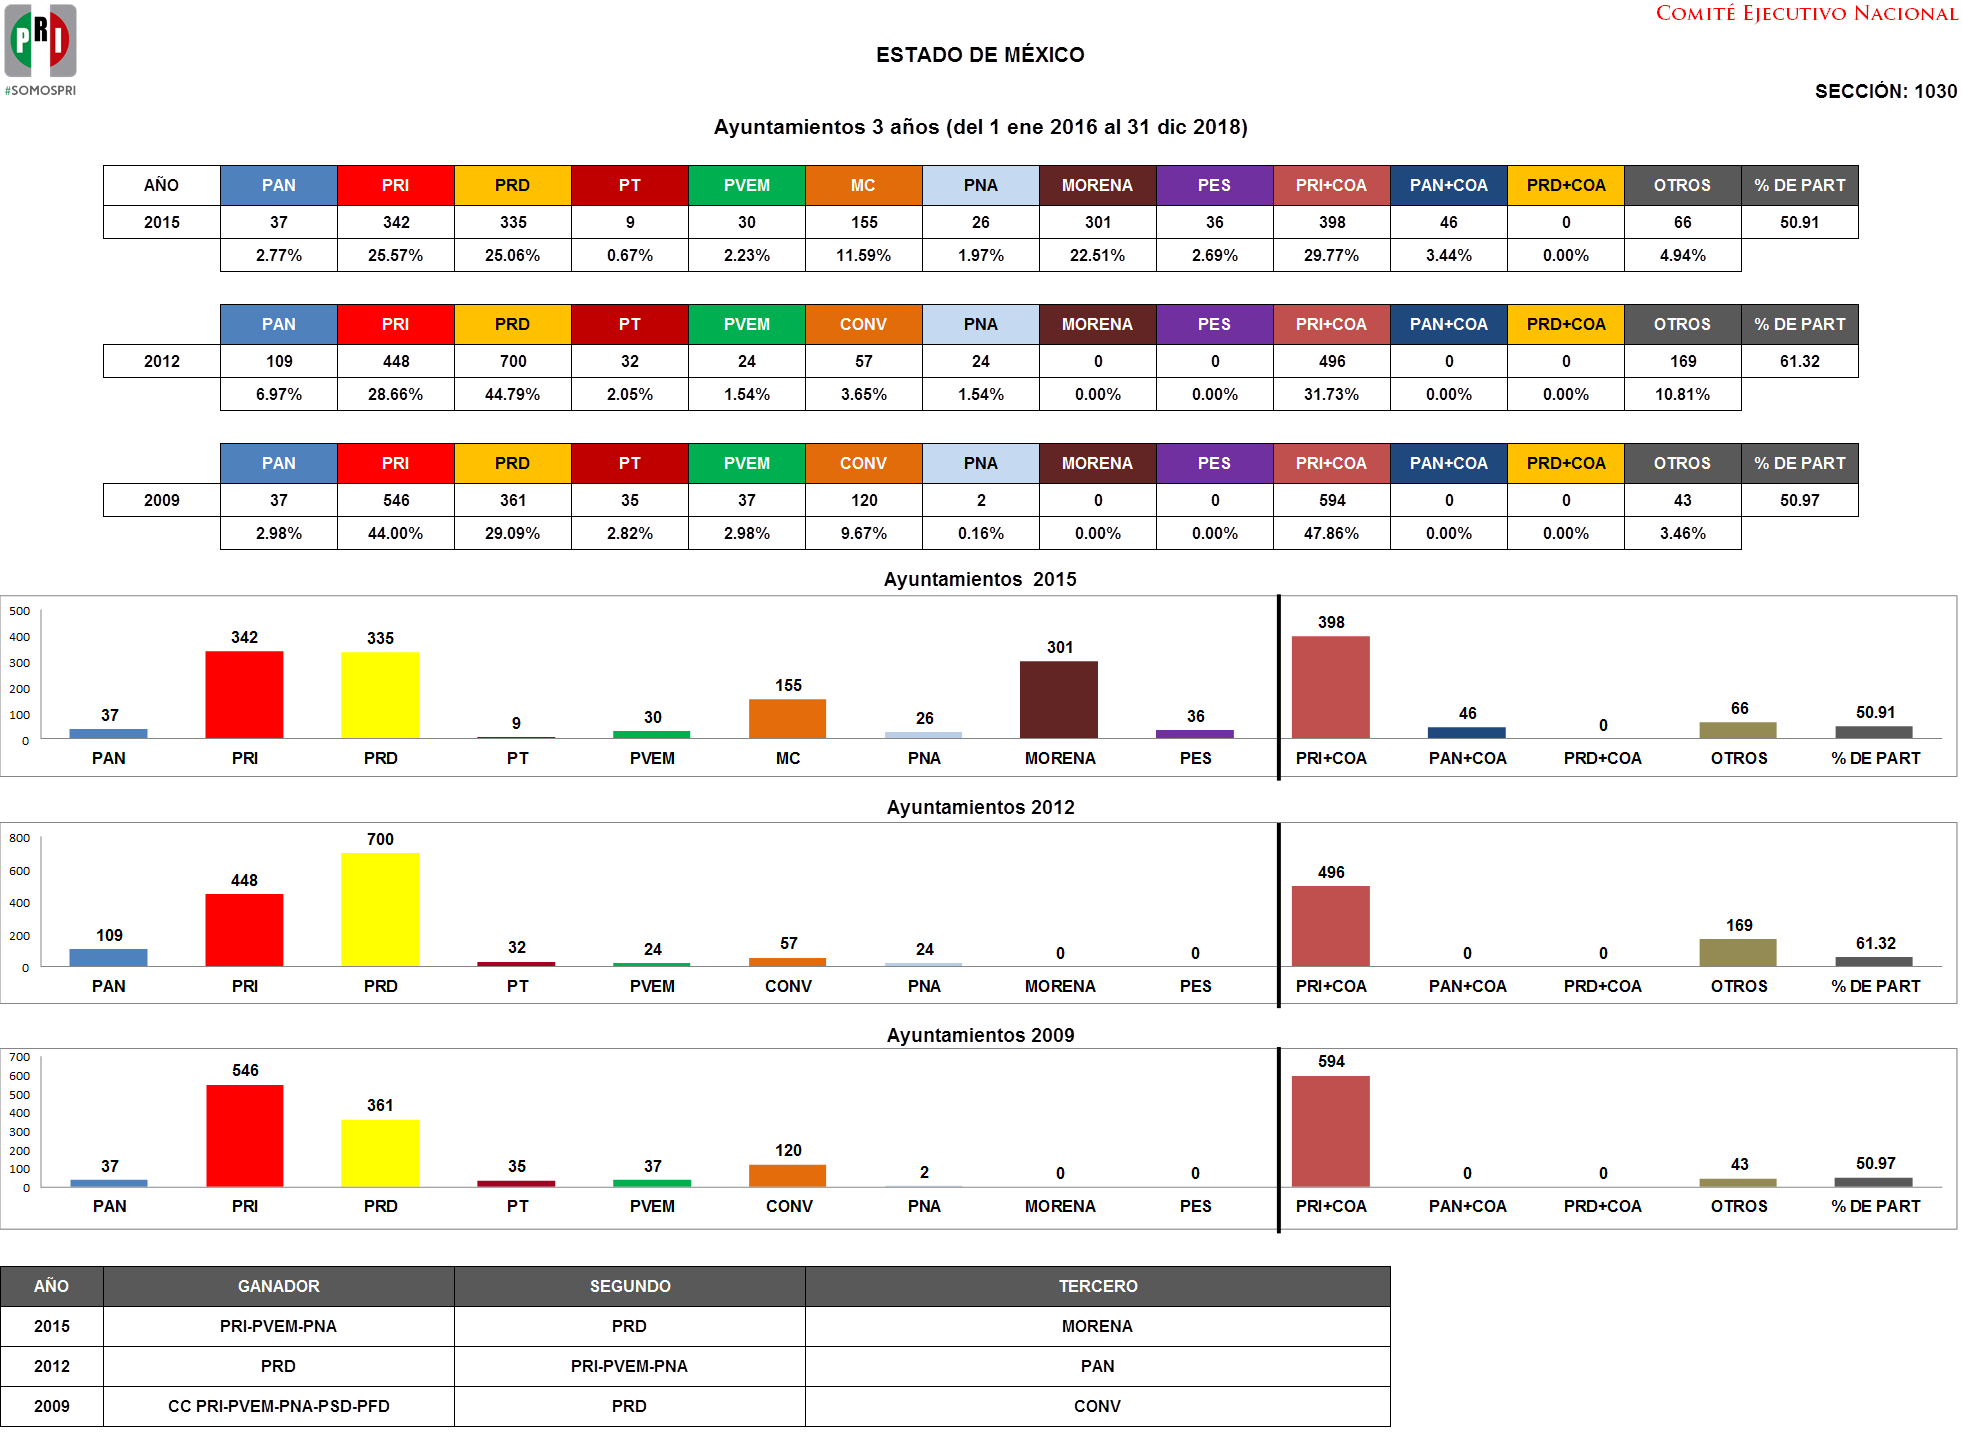 COMITÉ EJECUTIVO NACIONAL
PRI
#SOMOSPRI
ESTADO DE MÉXICO
SECCIÓN: 1030
Ayuntamientos 3 años (del 1 ene 2016 al 31 dic 2018)
AÑO PAN PRI PRD PT PVEM MC PNA MORENA PES PRI+COA PAN+COA PRD+COA OTROS % DE PART
2015 37 342 335 9 30 155 26 301 36 398 46 0 66 50.91
2.77% 25.57% 25.06% 0.67% 2.23% 11.59% 1.97% 22.51% 2.69% 29.77% 3.44% 0.00% 4.94%
PAN PRI PRD PT PVEM CONV PNA MORENA PES PRI+COA PAN+COA PRD+COA OTROS % DE PART
2012 109 448 700 32 24 57 24 0 0 496 0 0 169 61.32
6.97% 28.66% 44.79% 2.05% 1.54% 3.65% 1.54% 0.00% 0.00% 31.73% 0.00% 0.00% 10.81%
PAN PRI PRD PT PVEM CONV PNA MORENA PES PRI+COA PAN+COA PRD+COA OTROS % DE PART
2009 37 546 361 35 37 120 2 0 0 594 0 0 43 50.97
2.98% 44.00% 29.09% 2.82% 2.98% 9.67% 0.16% 0.00% 0.00% 47.86% 0.00% 0.00% 3.46%
Ayuntamientos 2015
500
400
300
200
100
0
37 342 335 9 30 155 26 301 36 398 46 0 66 50.91
PAN PRI PRD PT PVEM MC PNA MORENA PES PRI+COA PAN+COA PRD+COA OTROS % DE PART
Ayuntamientos 2012
800
600
400
200
0
109 448 700 32 24 57 24 0 0 496 0 0 169 61.32
PAN PRI PRD PT PVEM CONV PNA MORENA PES PRI+COA PAN+COA PRD+COA OTROS % DE PART
Ayuntamientos 2009
700
600
500
400
300
200
100
0
37 546 361 35 37 120 2 0 0 594 0 0 43 50.97
PAN PRI PRD PT PVEM CONV PNA MORENA PES PRI+COA PAN+COA PRD+COA OTROS % DE PART
AÑO GANADOR SEGUNDO TERCERO
2015 PRI-PVEM-PNA PRD MORENA
2012 PRD PRI-PVEM-PNA PAN
2009 CC PRI-PVEM-PNA-PSD-PFD PRD CONV